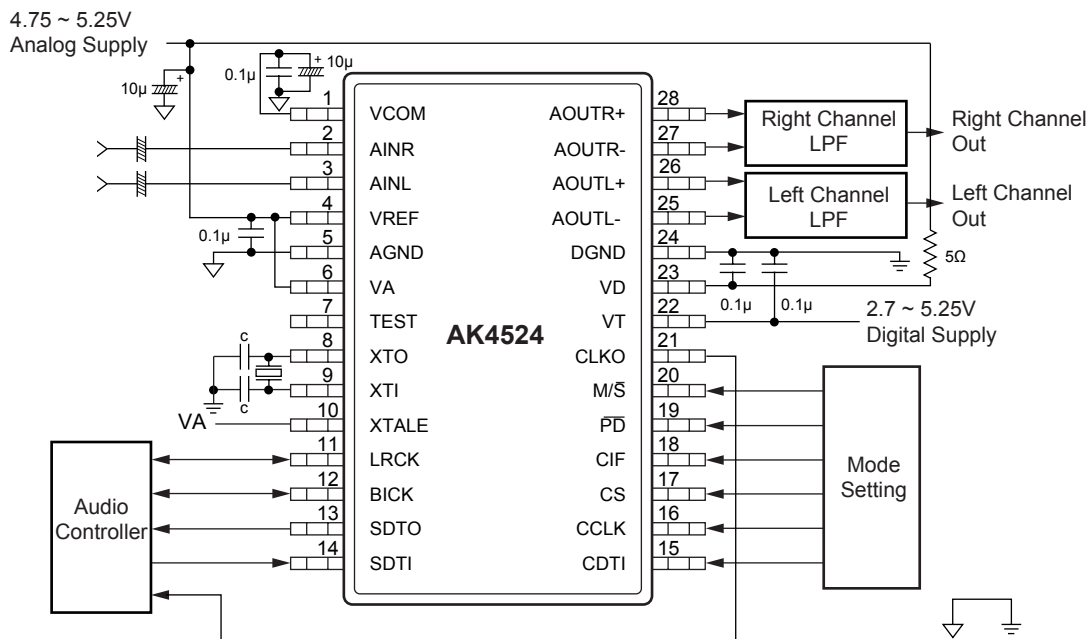 4.75 ~ 5.25V
Analog Supply
10µ
+
0.1µ
+
10µ
1
VCOM
2
AINR
3
AINL
4
VREF
0.1µ
5
AGND
6
VA
7
TEST
8
XTO
c
9
XTI
c
10
XTALE
VA
11
LRCK
12
BICK
13
SDTO
14
SDTI
Audio
Controller
AK4524
28
AOUTR+
27
AOUTR-
26
AOUTL+
25
AOUTL-
24
DGND
23
VD
22
VT
21
CLKO
20
M/S̅
19
P̅D̅
18
CIF
17
CS
16
CCLK
15
CDTI
Right Channel
LPF
Right Channel
Out
Left Channel
LPF
Left Channel
Out
5Ω
0.1µ
0.1µ
2.7 ~ 5.25V
Digital Supply
Mode
Setting